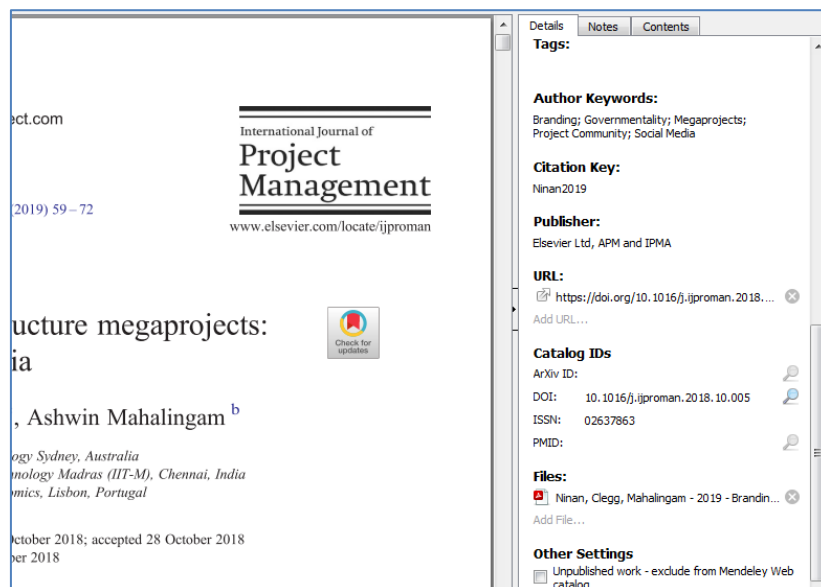 ect.com
International Journal of
Project
Management
(2019) 59–72
www.elsevier.com/locate/ijproman
ucture megaprojects:
ia
Check for
updates
, Ashwin Mahalingam b
ogy Sydney, Australia
nology Madras (IIT-M), Chennai, India
omics, Lisbon, Portugal
October 2018; accepted 28 October 2018
ber 2018
Details
Notes
Contents
Tags:
Author Keywords:
Branding; Governmentality; Megaprojects;
Project Community; Social Media
Citation Key:
Ninan2019
Publisher:
Elsevier Ltd, APM and IPMA
URL:
https://doi.org/10.1016/j.ijproman.2018....
Add URL...
Catalog IDs
ArXiv ID:
DOI: 10.1016/j.ijproman.2018.10.005
ISSN: 02637863
PMID:
Files:
Ninan, Clegg, Mahalingam - 2019 - Brandin...
Add File...
Other Settings
Unpublished work - exclude from Mendeley Web
catalog